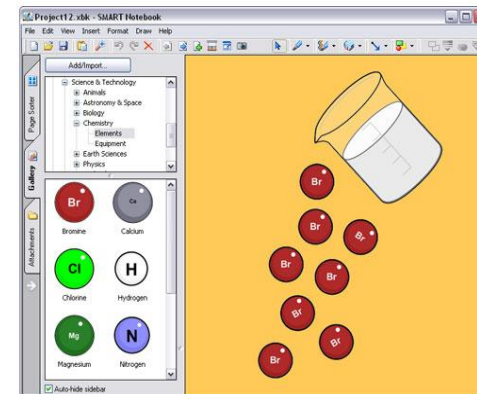 Project12.xbk - SMART Notebook
File Edit View Insert Format Draw Help
Add/Import...
Science & Technology
Animals
Astronomy & Space
Biology
Chemistry
Elements
Equipment
Earth Sciences
Physics
Page Sorter
Gallery
Attachments
Br
Bromine
Ca
Calcium
Cl
Chlorine
H
Hydrogen
Mg
Magnesium
N
Nitrogen
Auto-hide sidebar
Br
Br
Br
Br
Br
Br
Br
Br